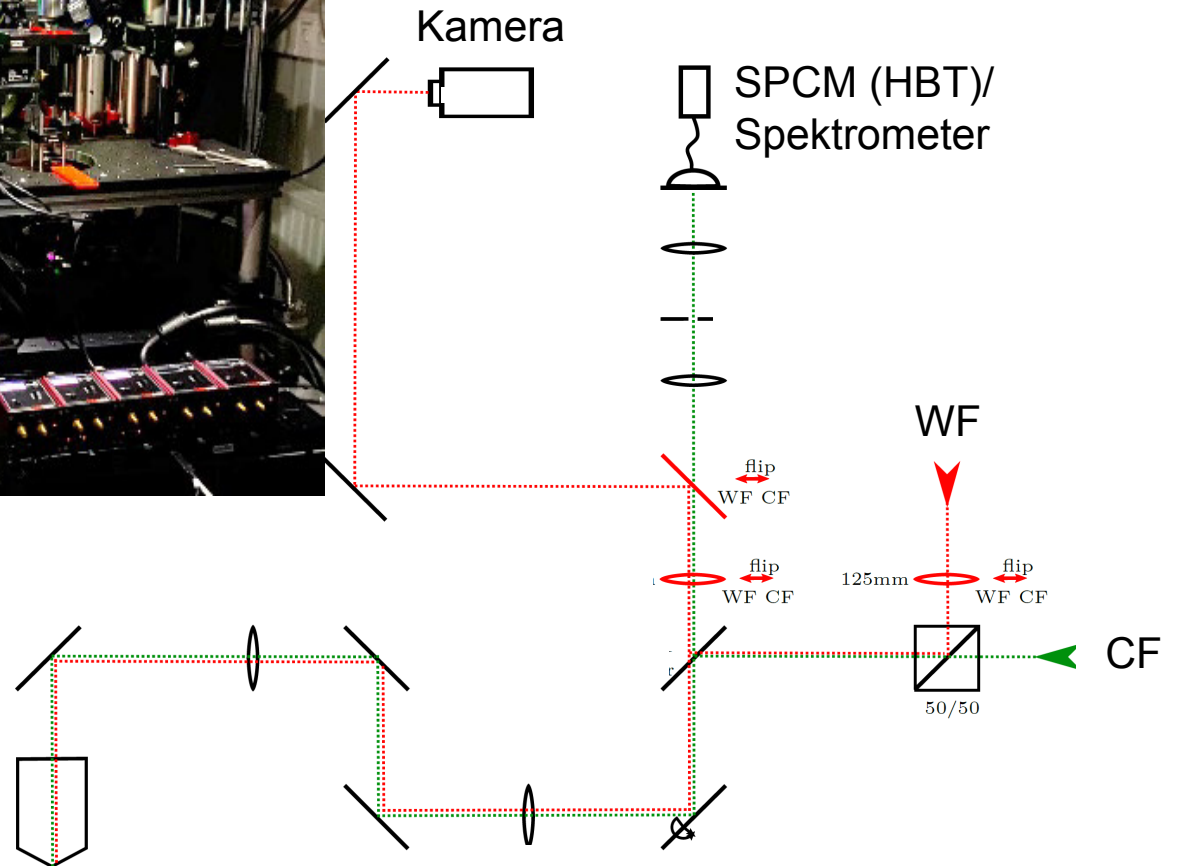 Kamera
SPCM (HBT)/
Spektrometer
WF
flip
WF CF
125mm
flip
WF CF
flip
WF CF
CF
50/50